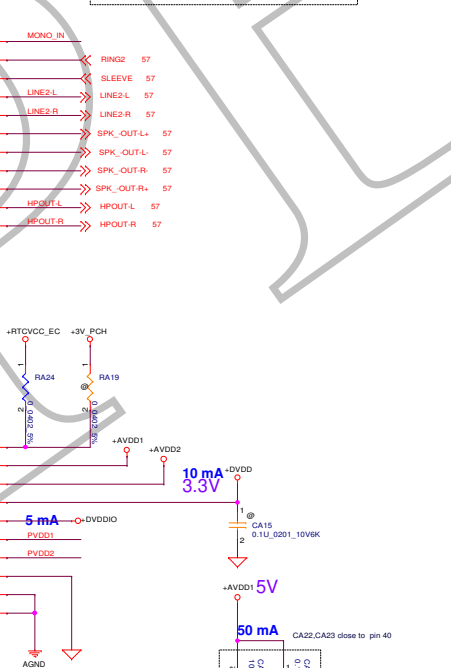 MONO_IN
RING2 57
SLEEVE 57
LINE2-L LINE2-L 57
LINE2-R LINE2-R 57
SPK_-OUT-L+ 57
SPK_-OUT-L- 57
SPK_-OUT-R- 57
SPK_-OUT-R+ 57
HPOUT-L HPOUT-L 57
HPOUT-R HPOUT-R 57
+RTCVCC_EC +3V_PCH
1 1
RA24 @ RA19
2 2
0_0402_5% 0_0402_5%
+AVDD1
+AVDD2
10 mA +DVDD
3.3V
1 @
CA15
0.1U_0201_10V6K
2
5 mA +DVDDIO
PVDD1
PVDD2
+AVDD1 5V
50 mA
CA22,CA23 close to pin 40
AGND